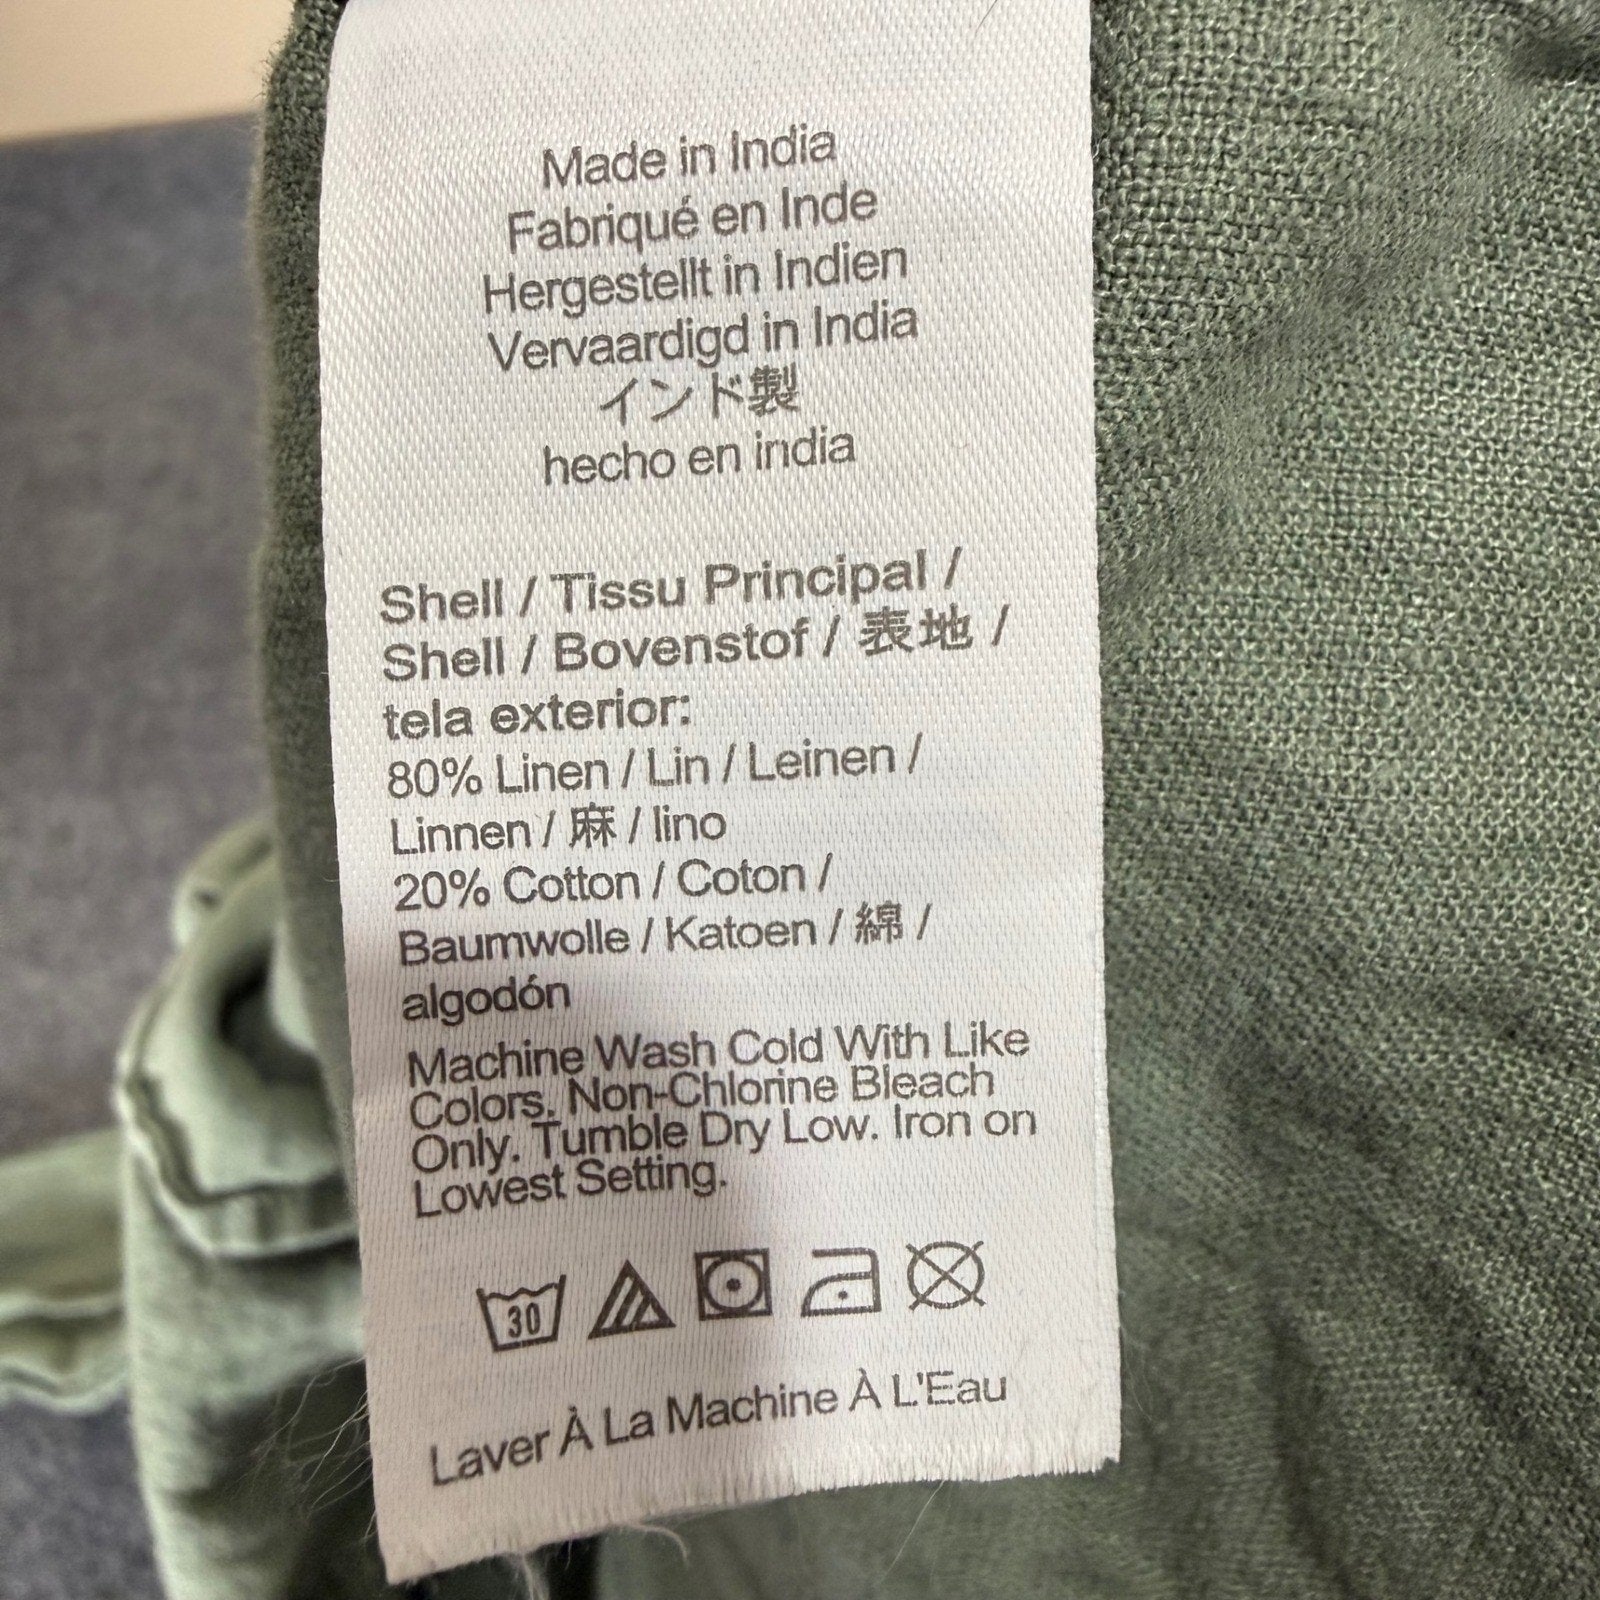 Made in India
Fabriqué en Inde
Hergestellt in Indien
Vervaardigd in India
インド製
hecho en india
Shell / Tissu Principal /
Shell / Bovenstof / 表地 /
tela exterior:
80% Linen / Lin / Leinen /
Linnen / 麻 / lino
20% Cotton / Coton /
Baumwolle / Katoen / 綿 /
algodón
Machine Wash Cold With Like
Colors. Non-Chlorine Bleach
Only. Tumble Dry Low. Iron on
Lowest Setting.
30
Laver À La Machine À L'Eau